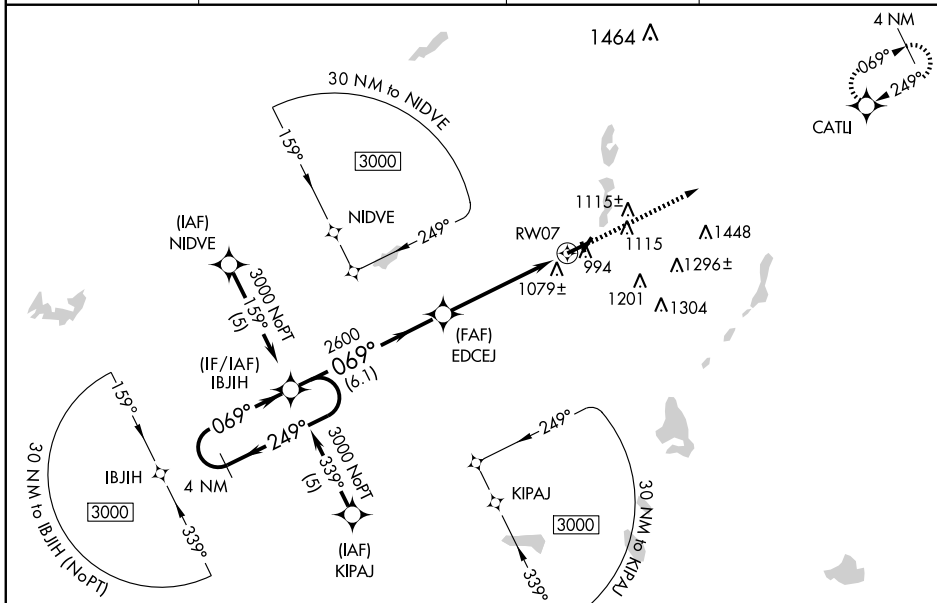 4 NM
1464
069°
249°
CATLI
30 NM to NIDVE
159°
3000
NIDVE
249°
1115±
RW07
1115
1448
994
1296±
1079±
1201
1304
(IAF)
NIDVE
3000 NoPT
159°
(5)
(FAF)
EDCEJ
2600
069°
(6.1)
(IF/IAF)
IBJIH
069°
249°
4 NM
3000 NoPT
339°
(5)
(IAF)
KIPAJ
159°
IBJIH
3000
339°
30 NM to IBJIH (NoPT)
249°
KIPAJ
3000
339°
30 NM to KIPAJ